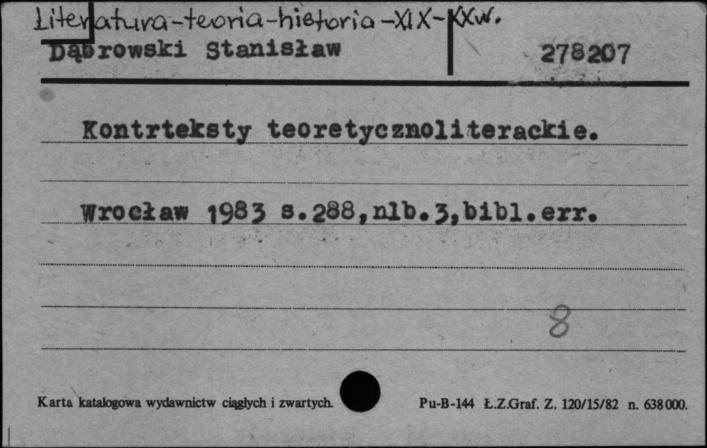 Literatura-teoria-historia-XIX-XXw.
Dąbrowski Stanisław 278207
Kontrteksty teoretycznoliterackie.
Wrocław 1983 s.288,nlb.3,bibl.err.
8
Karta katalogowa wydawnictw ciągłych i zwartych. Pu-B-144 Ł.Z.Graf. Z. 120/15/82 n. 638000.